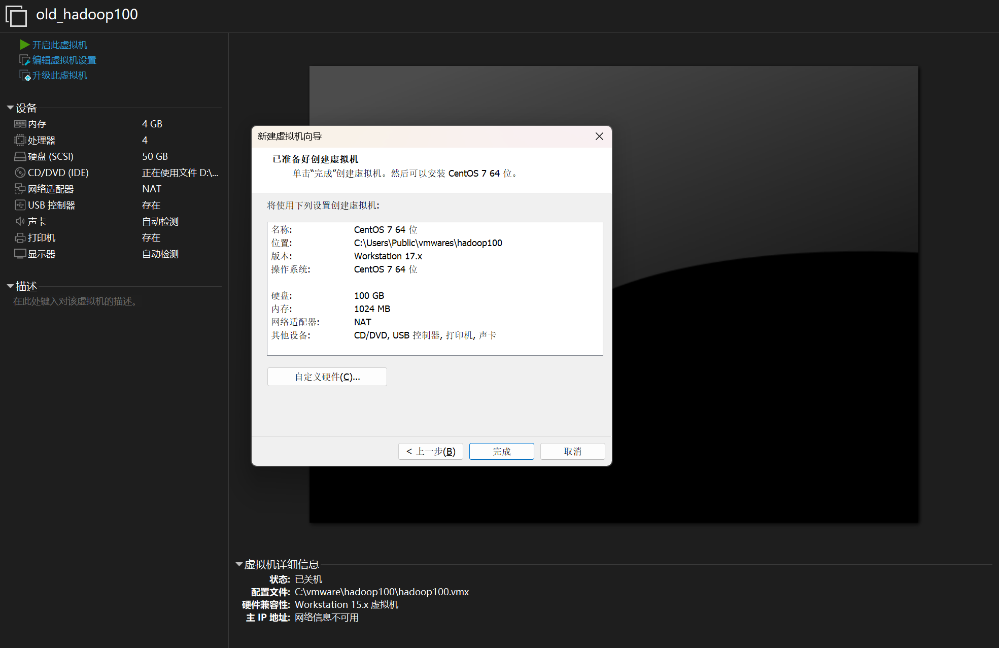 old_hadoop100
开启此虚拟机
编辑虚拟机设置
升级此虚拟机
设备
内存 4 GB
处理器 4
硬盘 (SCSI) 50 GB
CD/DVD (IDE) 正在使用文件 D:\...
网络适配器 NAT
USB 控制器 存在
声卡 自动检测
打印机 存在
显示器 自动检测
描述
在此处键入对该虚拟机的描述。
新建虚拟机向导
已准备好创建虚拟机
单击“完成”创建虚拟机。然后可以安装 CentOS 7 64 位。
将使用下列设置创建虚拟机:
名称: CentOS 7 64 位
位置: C:\Users\Public\vmwares\hadoop100
版本: Workstation 17.x
操作系统: CentOS 7 64 位
硬盘: 100 GB
内存: 1024 MB
网络适配器: NAT
其他设备: CD/DVD, USB 控制器, 打印机, 声卡
自定义硬件(C)...
< 上一步(B) 完成 取消
虚拟机详细信息
状态: 已关机
配置文件: C:\vmware\hadoop100\hadoop100.vmx
硬件兼容性: Workstation 15.x 虚拟机
主 IP 地址: 网络信息不可用